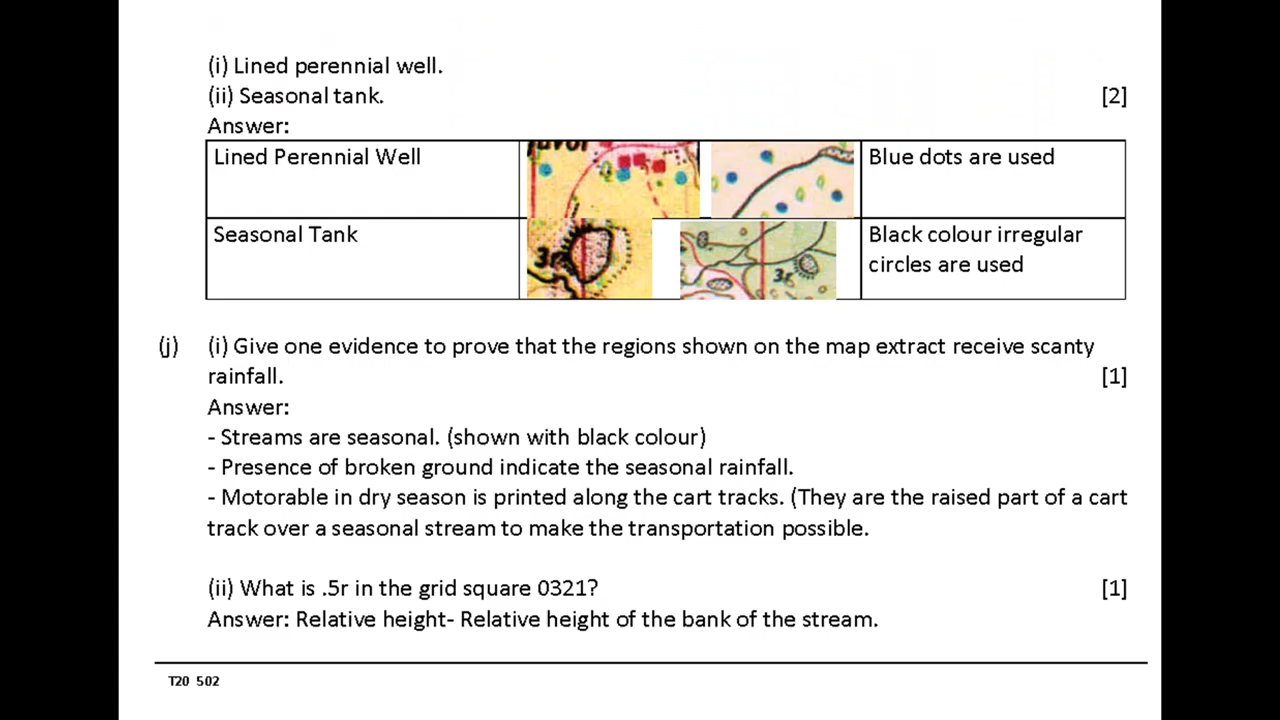 (i) Lined perennial well.
(ii) Seasonal tank. [2]
Answer:
Lined Perennial Well Blue dots are used
Seasonal Tank 3r 3r Black colour irregular
circles are used
(j) (i) Give one evidence to prove that the regions shown on the map extract receive scanty
rainfall. [1]
Answer:
- Streams are seasonal. (shown with black colour)
- Presence of broken ground indicate the seasonal rainfall.
- Motorable in dry season is printed along the cart tracks. (They are the raised part of a cart
track over a seasonal stream to make the transportation possible.
(ii) What is .5r in the grid square 0321? [1]
Answer: Relative height- Relative height of the bank of the stream.
T20 502